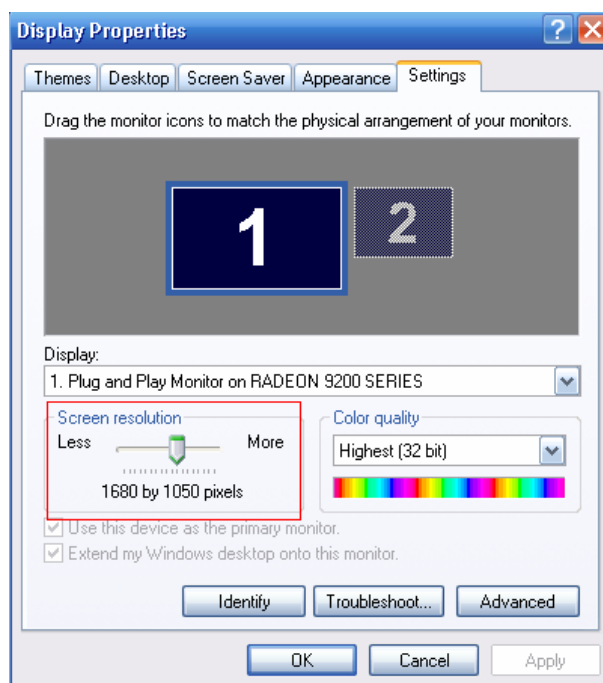 Display Properties
Themes Desktop Screen Saver Appearance Settings
Drag the monitor icons to match the physical arrangement of your monitors.
1 2
Display:
1. Plug and Play Monitor on RADEON 9200 SERIES
Screen resolution Color quality
Less More Highest (32 bit)
1680 by 1050 pixels
Use this device as the primary monitor.
Extend my Windows desktop onto this monitor.
Identify Troubleshoot... Advanced
OK Cancel Apply